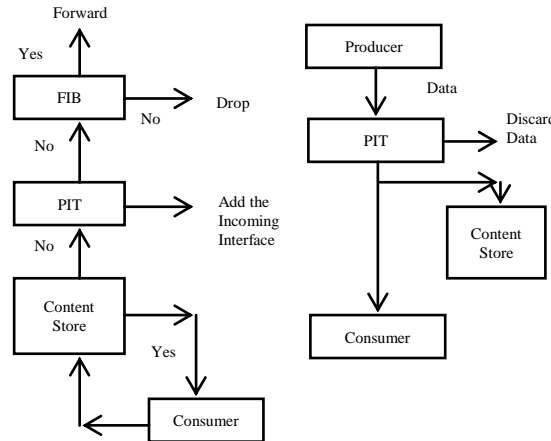 Forward
Yes
FIB
No
Drop
No
PIT
Add the
Incoming
Interface
No
Content
Store
Yes
Consumer
Producer
Data
PIT
Discard
Data
Content
Store
Consumer